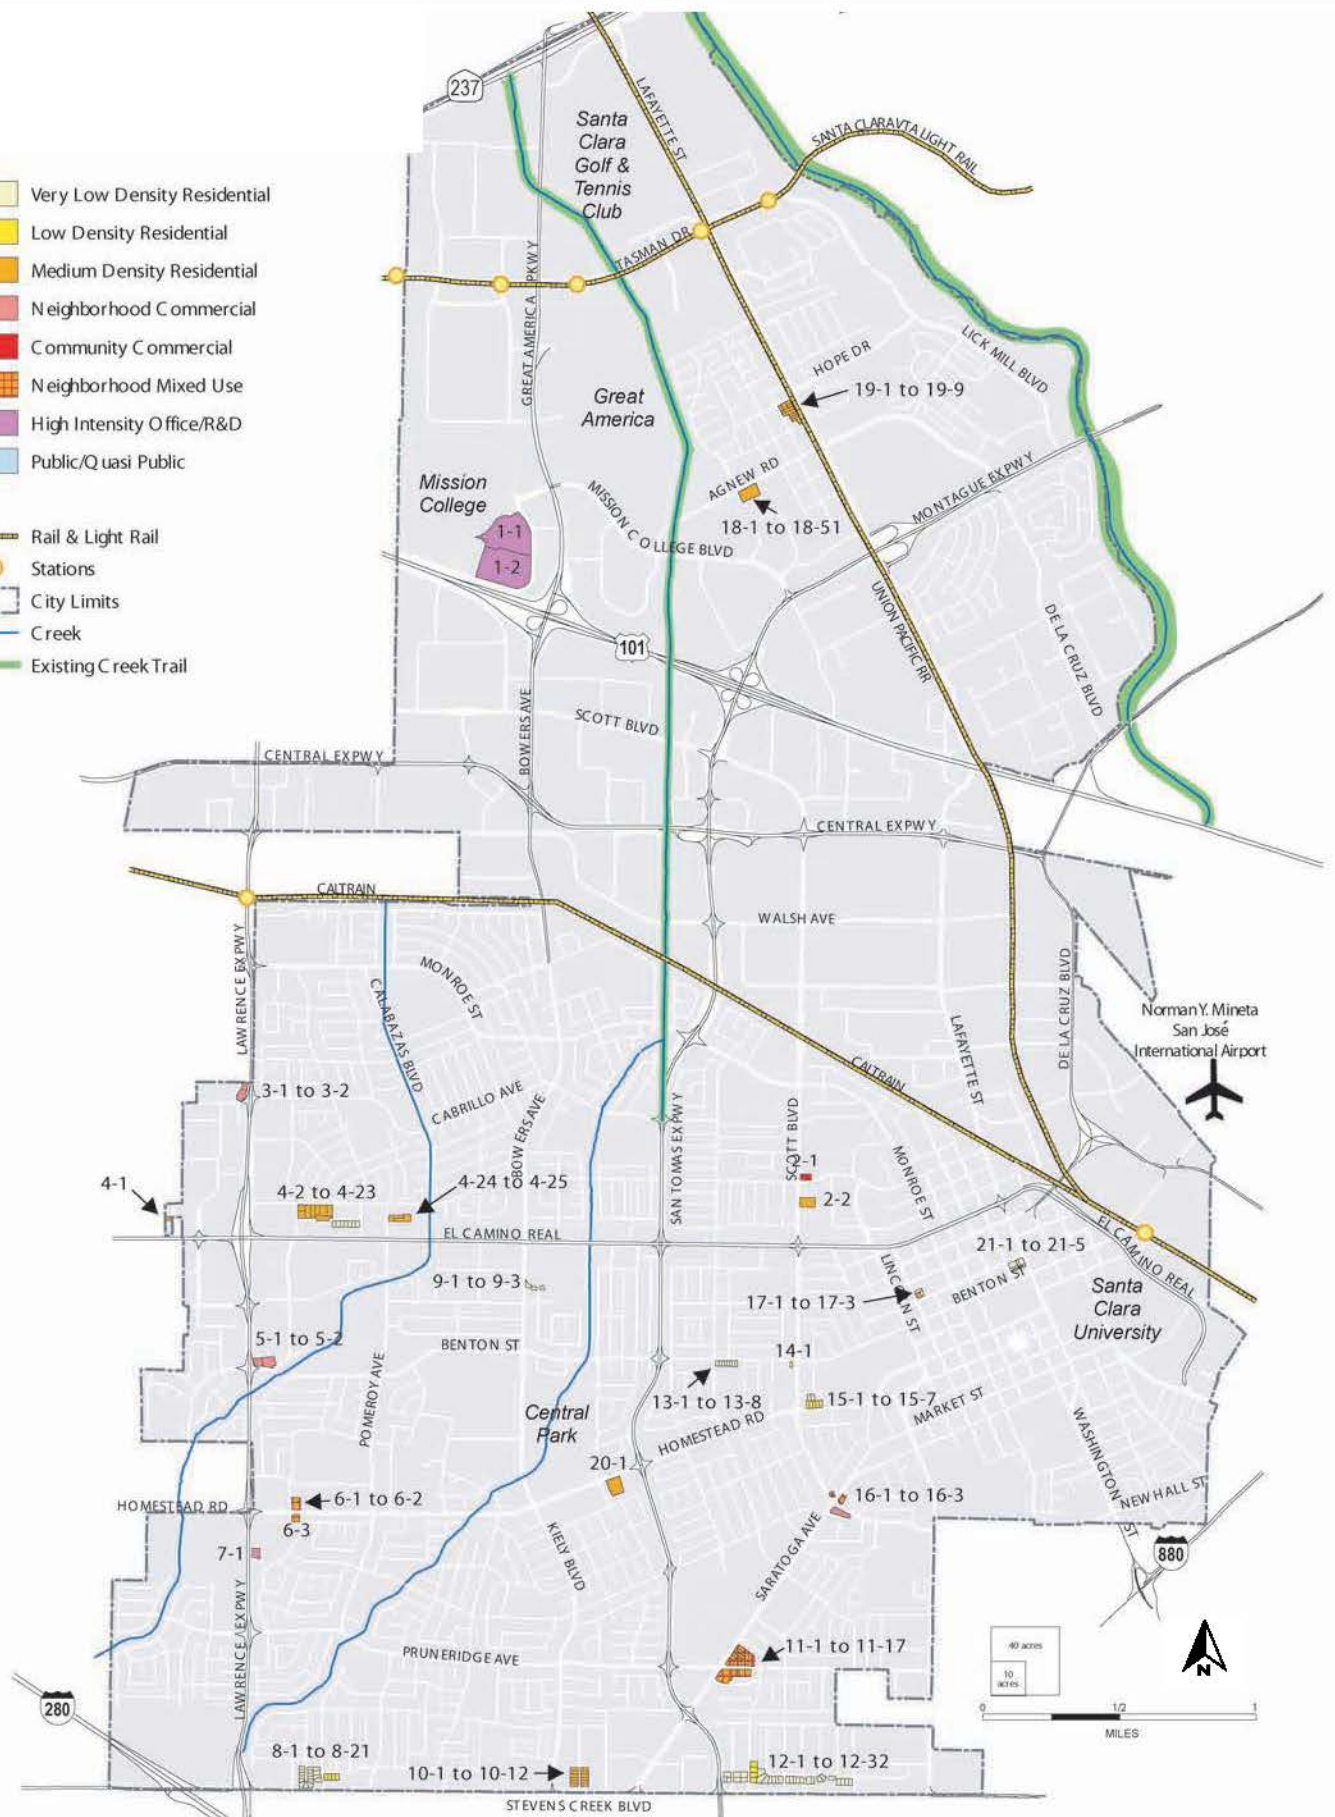 237
LAFAYETTE ST
Santa
Clara
Golf &
Tennis
Club
SANTA CLARA VTA LIGHT RAIL
Very Low Density Residential
Low Density Residential
Medium Density Residential
Neighborhood Commercial
Community Commercial
Neighborhood Mixed Use
High Intensity Office/R&D
Public/Quasi Public
Rail & Light Rail
Stations
City Limits
Creek
Existing Creek Trail
TASMAN DR
GREAT AMERICA PKWY
LICK MILL BLVD
HOPE DR
19-1 to 19-9
Great
America
AGNEW RD
MONTAGUE EXPWY
Mission
College
MISSION COLLEGE BLVD
18-1 to 18-51
1-1
1-2
UNION PACIFIC RR
DE LA CRUZ BLVD
101
BOWERS AVE
SCOTT BLVD
CENTRAL EXPWY
CENTRAL EXPWY
CALTRAIN
WALSH AVE
LAWRENCE EXPWY
MONROE ST
CALABAZAS BLVD
DE LA CRUZ BLVD
Norman Y. Mineta
San José
International Airport
LAFAYETTE ST
CALTRAIN
3-1 to 3-2
CABRILLO AVE
BOWERS AVE
SAN TOMAS EXPWY
SCOTT BLVD
MONROE ST
2-1
2-2
4-1
4-2 to 4-23
4-24 to 4-25
EL CAMINO REAL
EL CAMINO REAL
21-1 to 21-5
9-1 to 9-3
LINCOLN ST
BENTON ST
17-1 to 17-3
Santa
Clara
University
5-1 to 5-2
BENTON ST
14-1
POMEROY AVE
13-1 to 13-8
15-1 to 15-7
MARKET ST
Central
Park
HOMESTEAD RD
WASHINGTON ST
20-1
HOMESTEAD RD
6-1 to 6-2
6-3
16-1 to 16-3
NEW HALL ST
7-1
KIELY BLVD
SARATOGA AVE
880
LAWRENCE EXPWY
PRUNERIDGE AVE
11-1 to 11-17
40 acres
10
acres
N
0 1/2 1
MILES
280
8-1 to 8-21
10-1 to 10-12
12-1 to 12-32
STEVENS CREEK BLVD